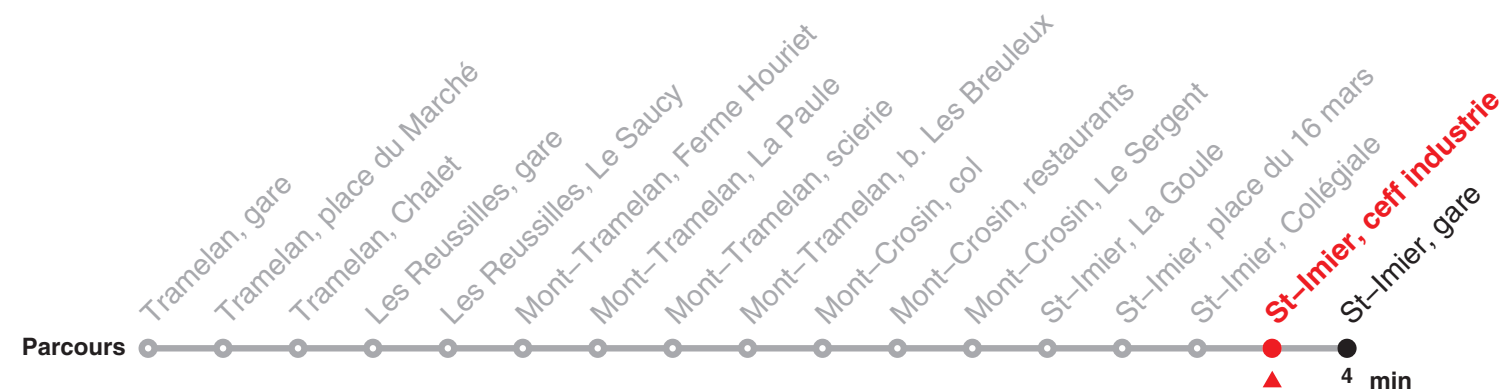 Tramelan, gare
Tramelan, place du Marché
Tramelan, Chalet
Les Reussilles, gare
Les Reussilles, Le Saucy
Mont–Tramelan, Ferme Houriet
Mont–Tramelan, La Paule
Mont–Tramelan, scierie
Mont–Tramelan, b. Les Breuleux
Mont–Crosin, col
Mont–Crosin, restaurants
Mont–Crosin, Le Sergent
St–Imier, La Goule
St–Imier, place du 16 mars
St–Imier, Collégiale
St–Imier, ceff industrie
St–Imier, gare
Parcours
4 min